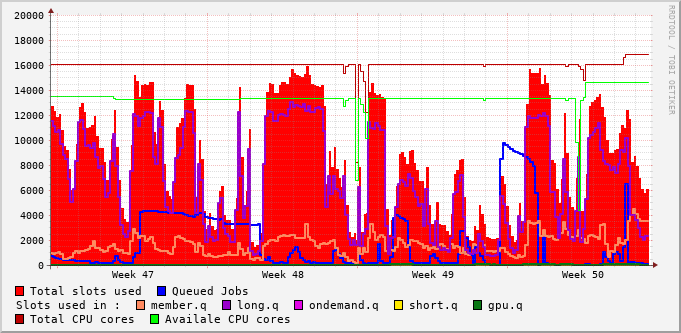 RRDTOOL / TOBI OETIKER
20000
18000
16000
14000
12000
10000
8000
6000
4000
2000
0
Week 47 Week 48 Week 49 Week 50
Total slots used Queued Jobs
Slots used in : member.q long.q ondemand.q short.q gpu.q
Total CPU cores Availale CPU cores